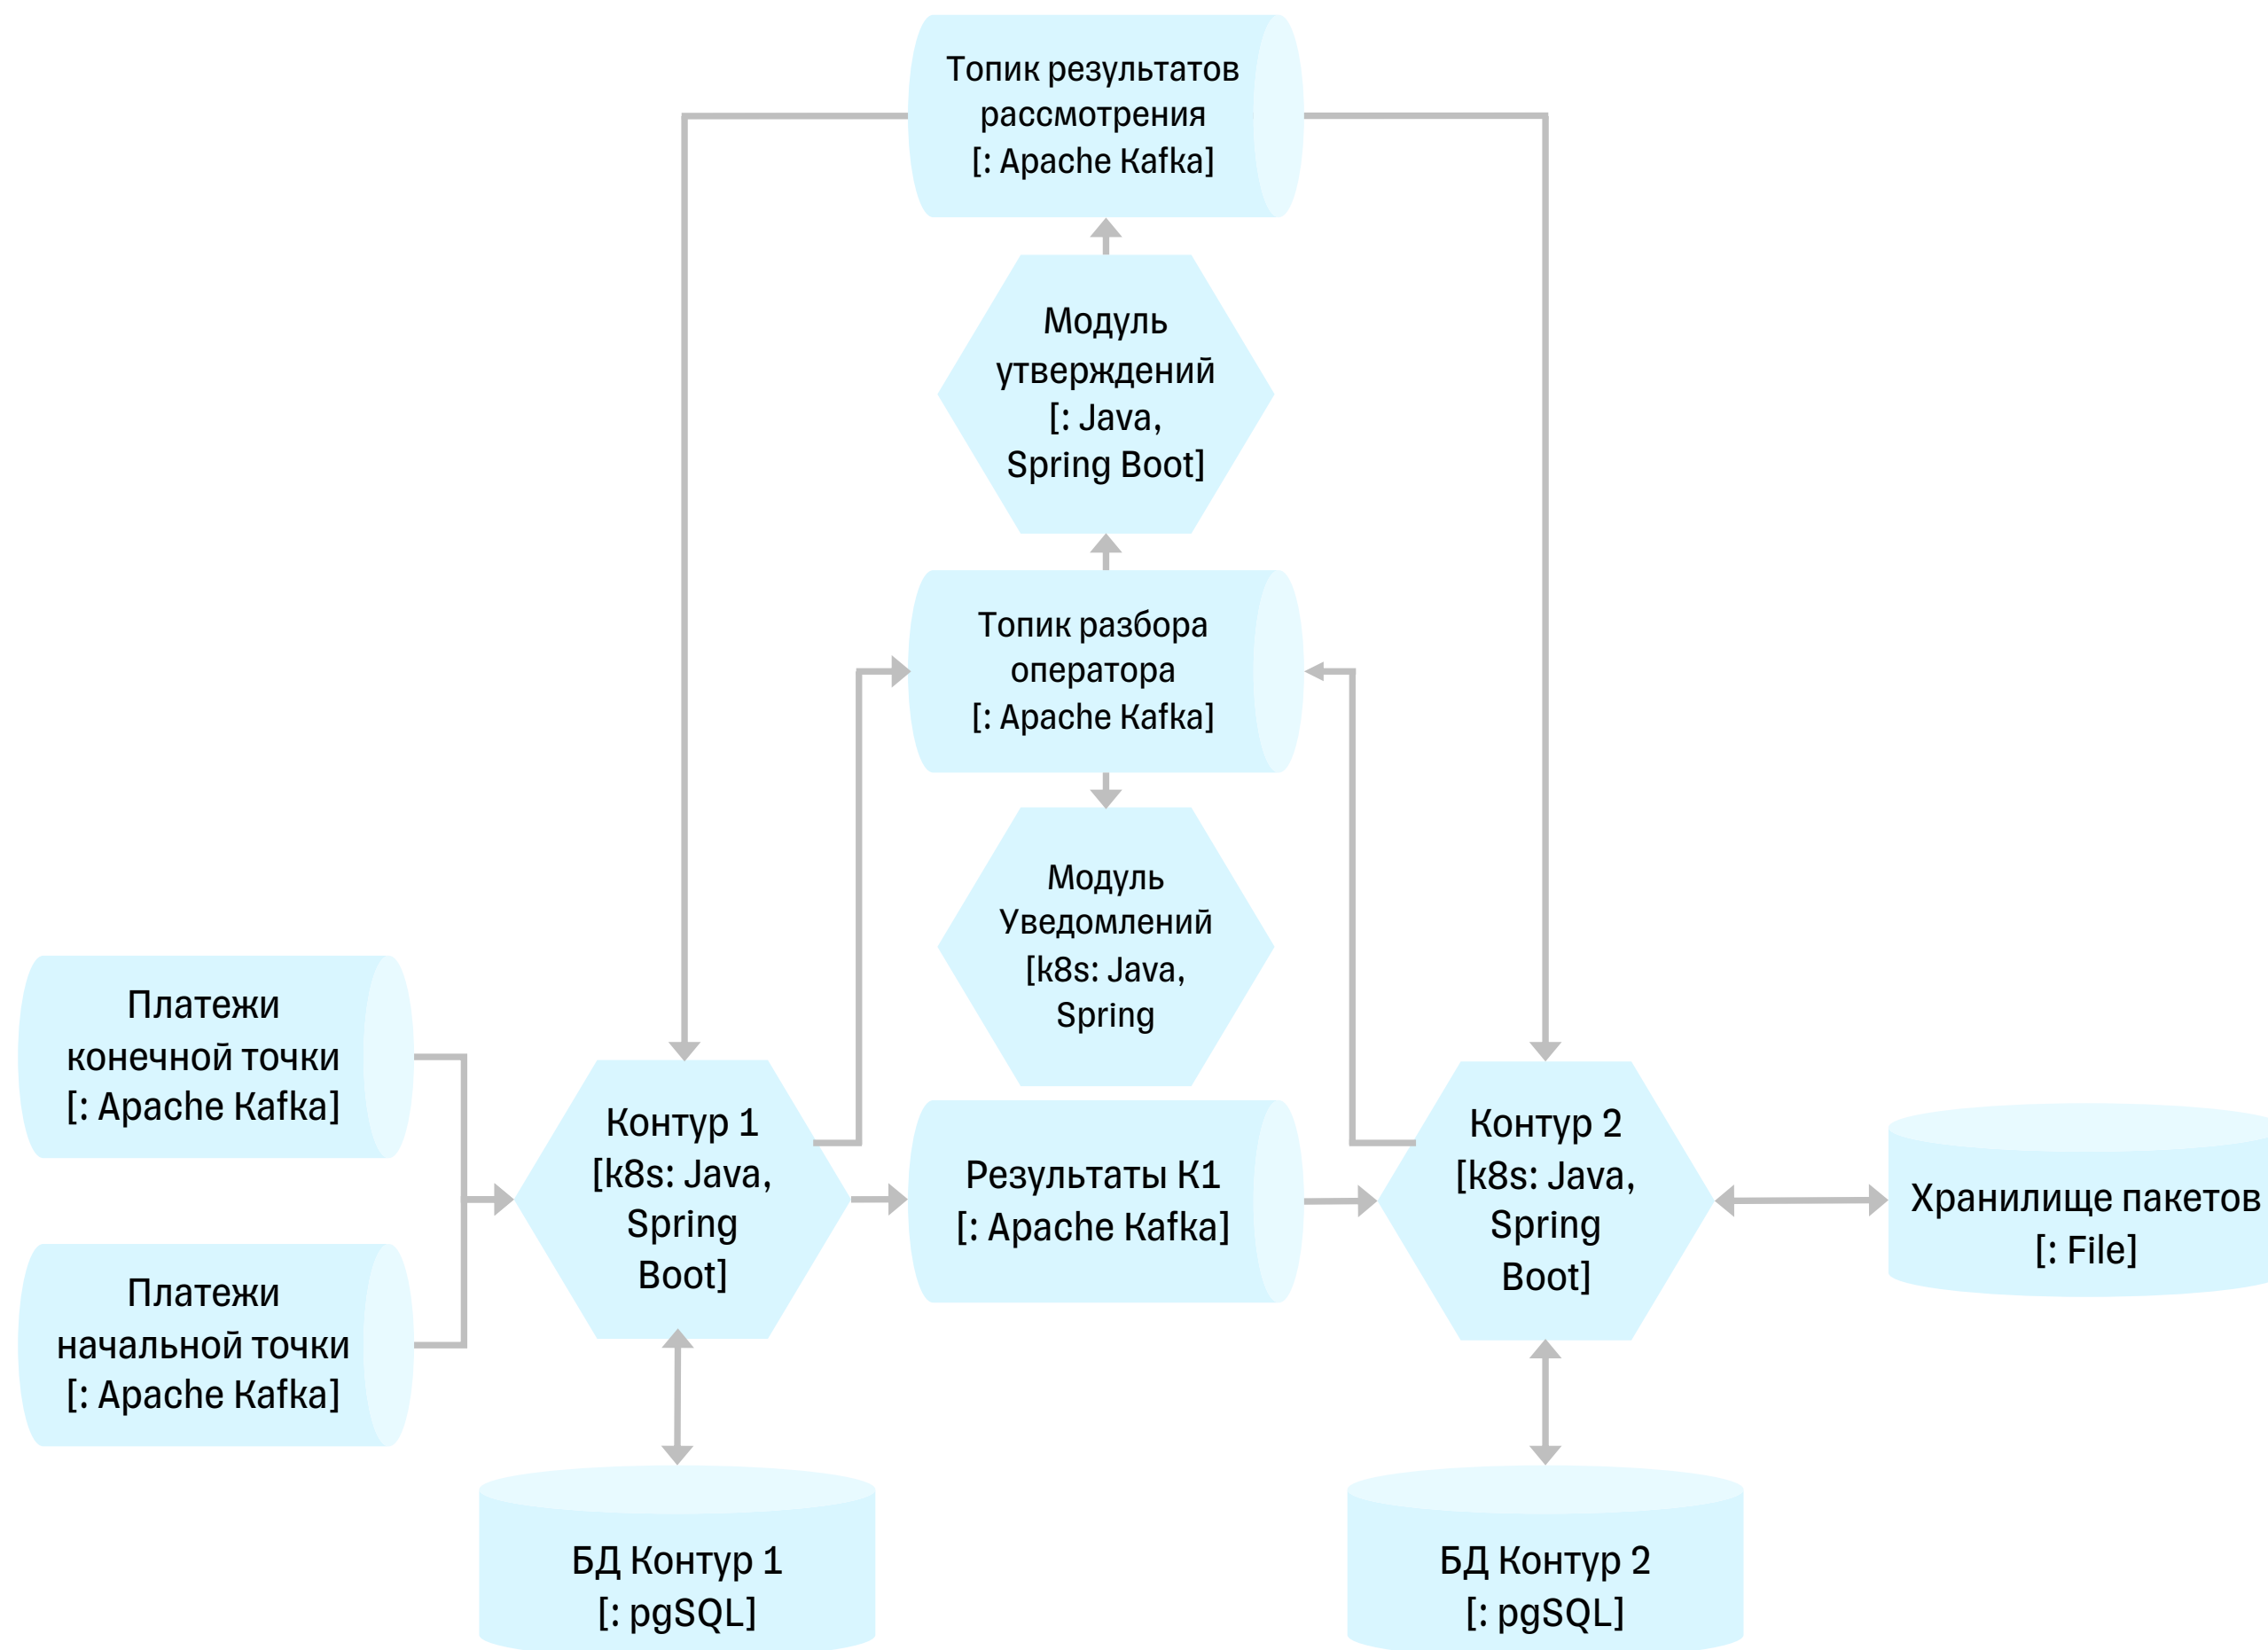 Топик результатов
рассмотрения
[: Apache Kafka]
Модуль
утверждений
[: Java,
Spring Boot]
Топик разбора
оператора
[: Apache Kafka]
Модуль
Уведомлений
[k8s: Java,
Spring
Платежи
конечной точки
[: Apache Kafka]
Платежи
начальной точки
[: Apache Kafka]
Контур 1
[k8s: Java,
Spring
Boot]
Результаты К1
[: Apache Kafka]
Контур 2
[k8s: Java,
Spring
Boot]
Хранилище пакетов
[: File]
БД Контур 1
[: pgSQL]
БД Контур 2
[: pgSQL]